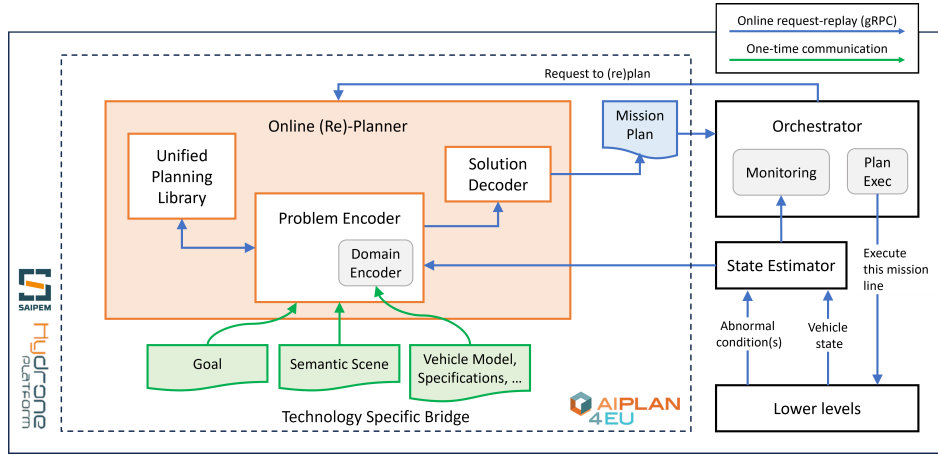 Online request-replay (gRPC)
One-time communication
Request to (re)plan
Online (Re)-Planner
Mission
Plan
Orchestrator
Unified
Planning
Library
Solution
Decoder
Monitoring
Plan
Exec
Problem Encoder
Domain
Encoder
State Estimator
Execute
this mission
line
SAIPEM
Hydrone
PLATFORM
Abnormal
condition(s)
Vehicle
state
Goal
Semantic Scene
Vehicle Model,
Specifications, ...
Technology Specific Bridge
AIPLAN
4EU
Lower levels